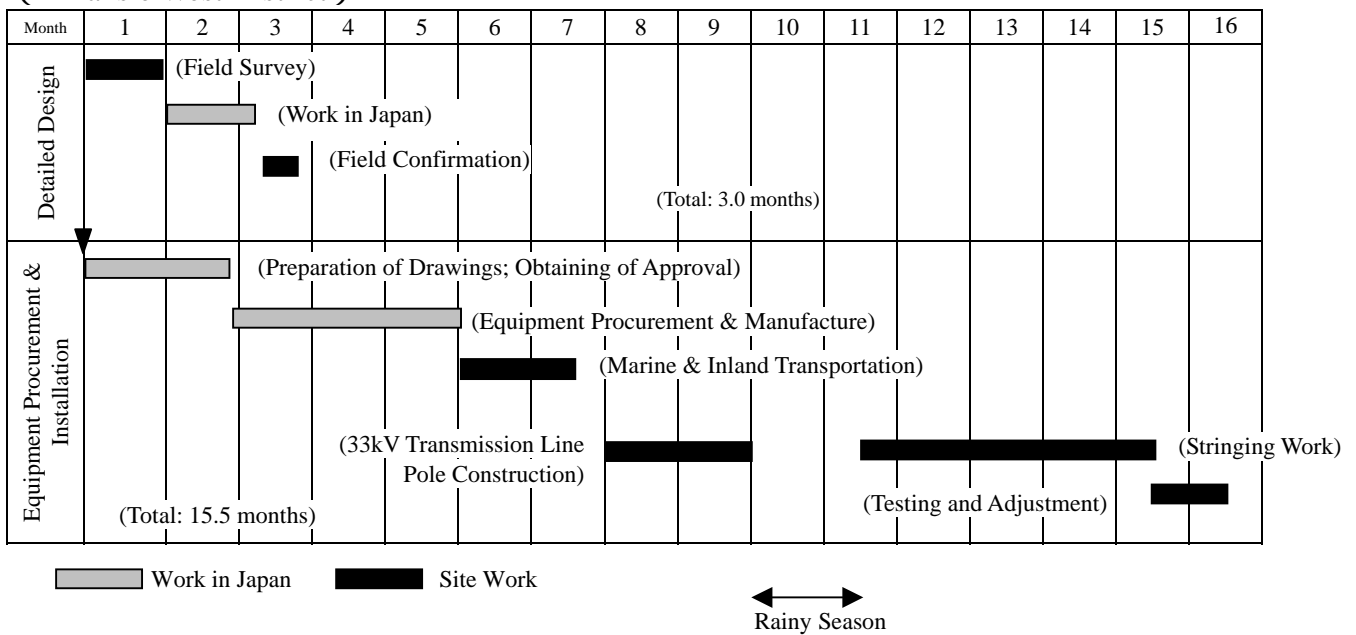 Month 1 2 3 4 5 6 7 8 9 10 11 12 13 14 15 16
Detailed Design
(Field Survey)
(Work in Japan)
(Field Confirmation)
(Total: 3.0 months)
Equipment Procurement &
Installation
(Preparation of Drawings; Obtaining of Approval)
(Equipment Procurement & Manufacture)
(Marine & Inland Transportation)
(33kV Transmission Line
Pole Construction)
(Stringing Work)
(Testing and Adjustment)
(Total: 15.5 months)
Work in Japan
Site Work
Rainy Season